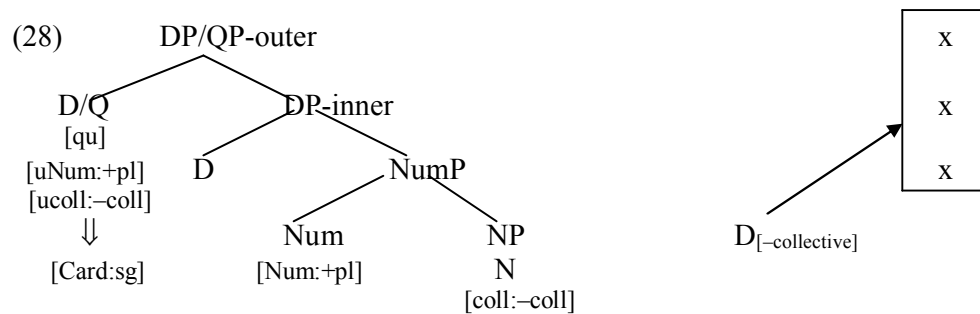 (28) DP/QP-outer x
D/Q DP-inner x
[qu]
[uNum:+pl] D NumP x
[ucoll:–coll]
⇓ Num NP D[–collective]
[Card:sg] [Num:+pl] N
[coll:–coll]